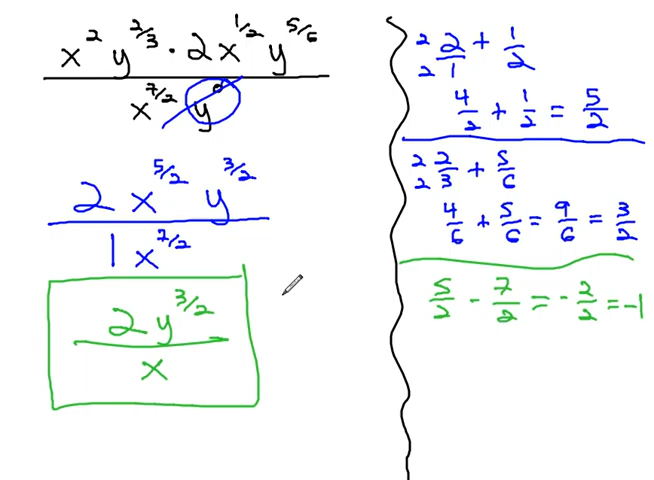 x^2 y^{2/3} · 2x^{1/2} y^{5/6}
x^{7/2} y^0
2 x^{5/2} y^{3/2}
1 x^{7/2}
2 y^{3/2}
x
2/2 2/1 + 1/2
4/2 + 1/2 = 5/2
2/2 2/3 + 5/6
4/6 + 5/6 = 9/6 = 3/2
5/2 - 7/2 = -2/2 = -1